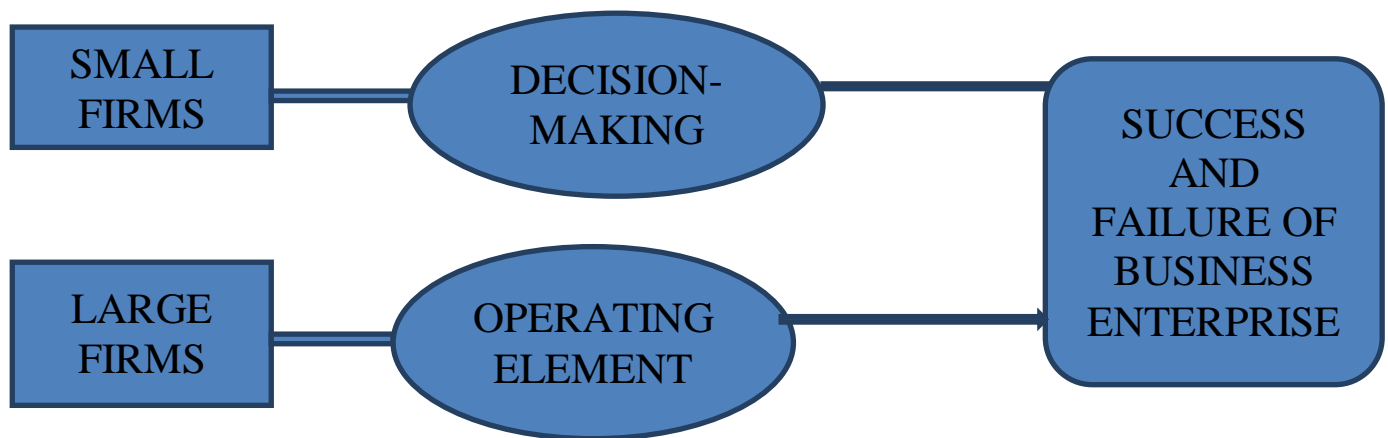 SMALL
FIRMS
DECISION-
MAKING
SUCCESS
AND
FAILURE OF
BUSINESS
ENTERPRISE
LARGE
FIRMS
OPERATING
ELEMENT